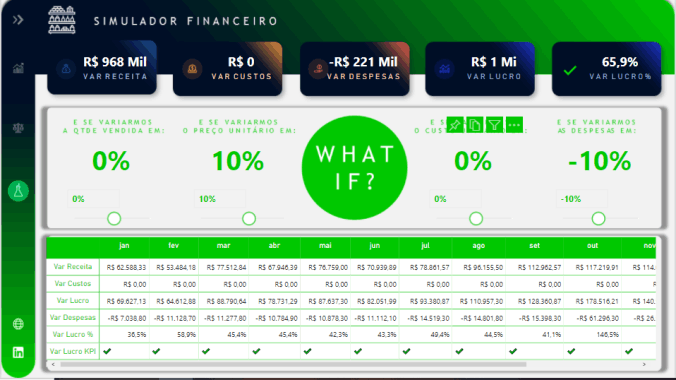 SIMULADOR FINANCEIRO
R$ 968 Mil
VAR RECEITA
R$ 0
VAR CUSTOS
-R$ 221 Mil
VAR DESPESAS
R$ 1 Mi
VAR LUCRO
65,9%
VAR LUCRO%
E SE VARIARMOS
A QTDE VENDIDA EM:
0%
0%
E SE VARIARMOS
O PREÇO UNITÁRIO EM:
10%
10%
WHAT
IF?
E S
O CUST
0%
0%
E SE VARIARMOS
AS DESPESAS EM:
-10%
-10%
jan fev mar abr mai jun jul ago set out nov
Var Receita R$ 62.588,33 R$ 53.484,18 R$ 77.512,84 R$ 67.946,39 R$ 76.759,00 R$ 70.939,89 R$ 78.861,57 R$ 96.155,50 R$ 112.962,57 R$ 117.219,91 R$ 114.
Var Custos R$ 0,00 R$ 0,00 R$ 0,00 R$ 0,00 R$ 0,00 R$ 0,00 R$ 0,00 R$ 0,00 R$ 0,00 R$ 0,00
Var Lucro R$ 69.627,13 R$ 64.612,88 R$ 88.790,64 R$ 78.731,29 R$ 87.637,30 R$ 82.051,99 R$ 93.380,87 R$ 110.957,30 R$ 128.360,87 R$ 178.516,21 R$ 140.
Var Despesas -R$ 7.038,80 -R$ 11.128,70 -R$ 11.277,80 -R$ 10.784,90 -R$ 10.878,30 -R$ 11.112,10 -R$ 14.519,30 -R$ 14.801,80 -R$ 15.398,30 -R$ 61.296,30 -R$ 26.
Var Lucro % 36,5% 58,9% 45,4% 45,4% 42,3% 43,3% 49,4% 44,5% 41,1% 146,5%
Var Lucro KPI